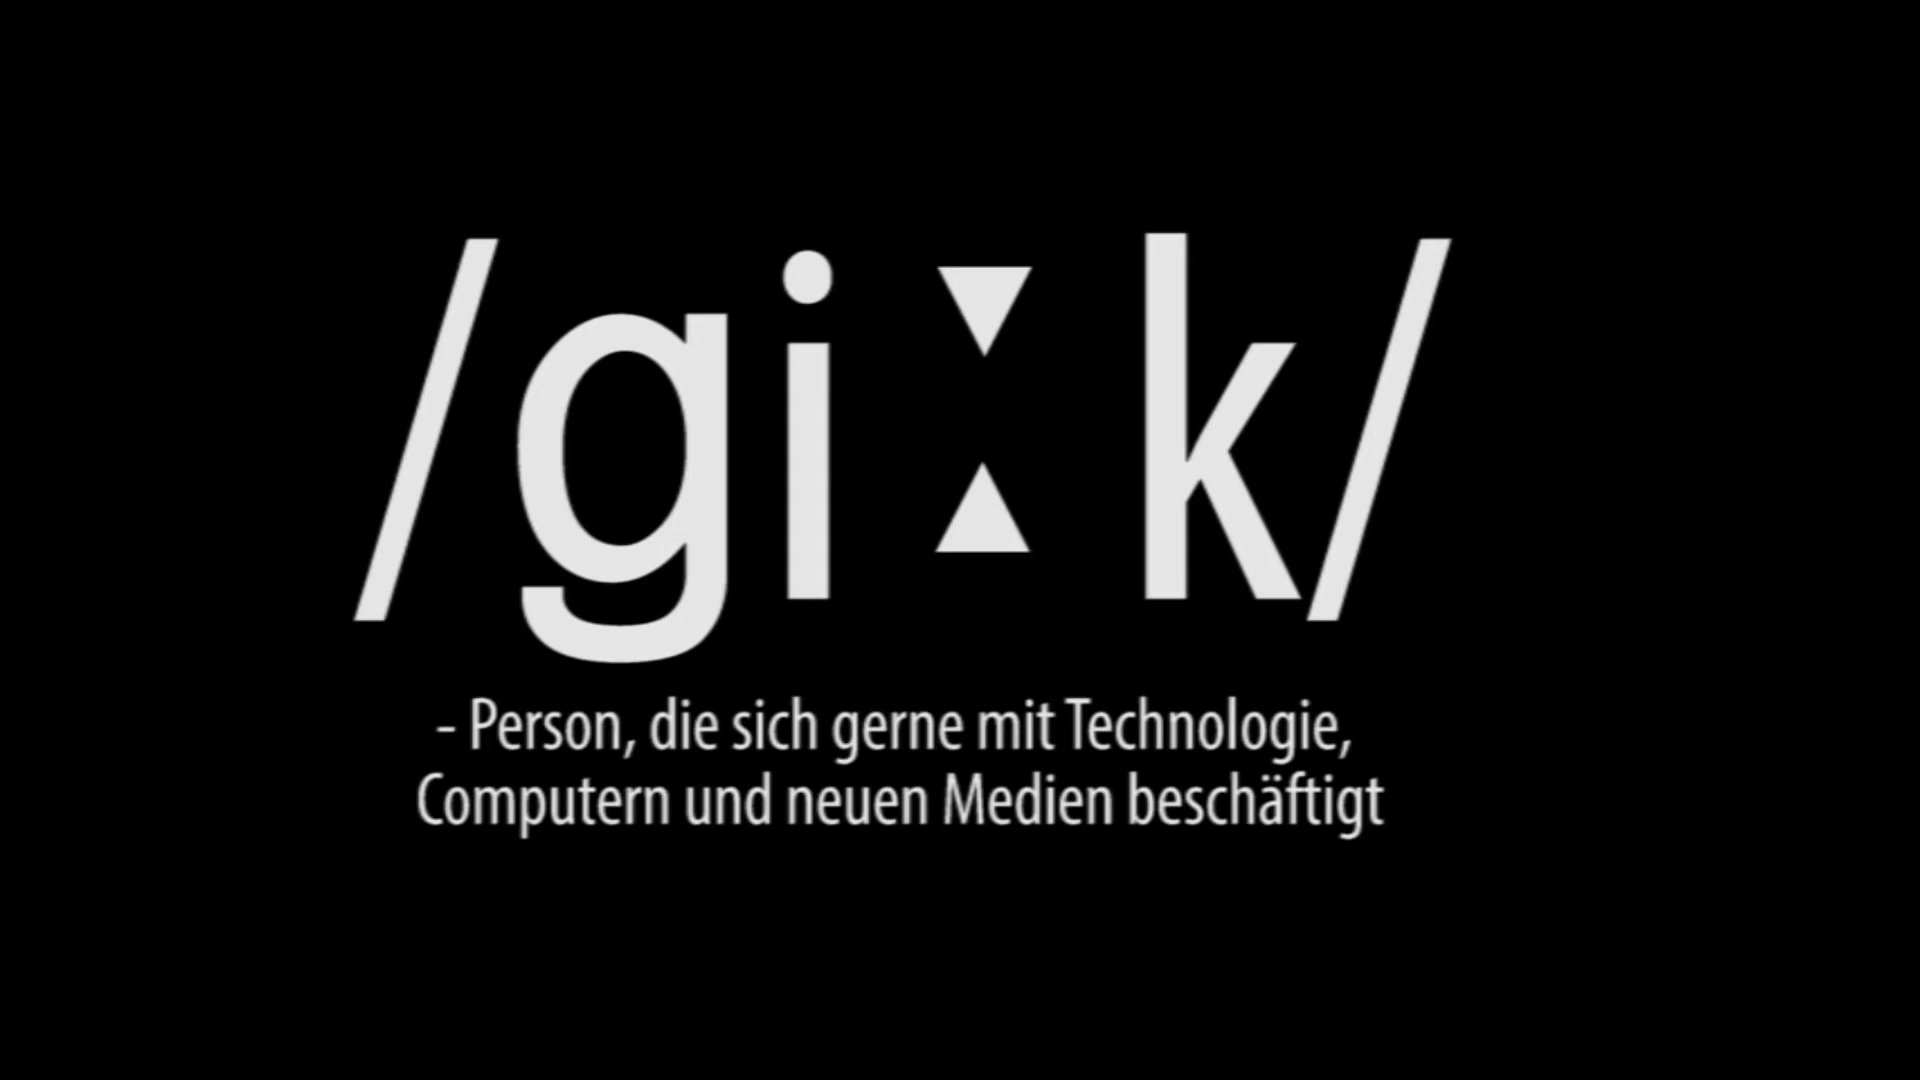 /giːk/
- Person, die sich gerne mit Technologie,
Computern und neuen Medien beschäftigt